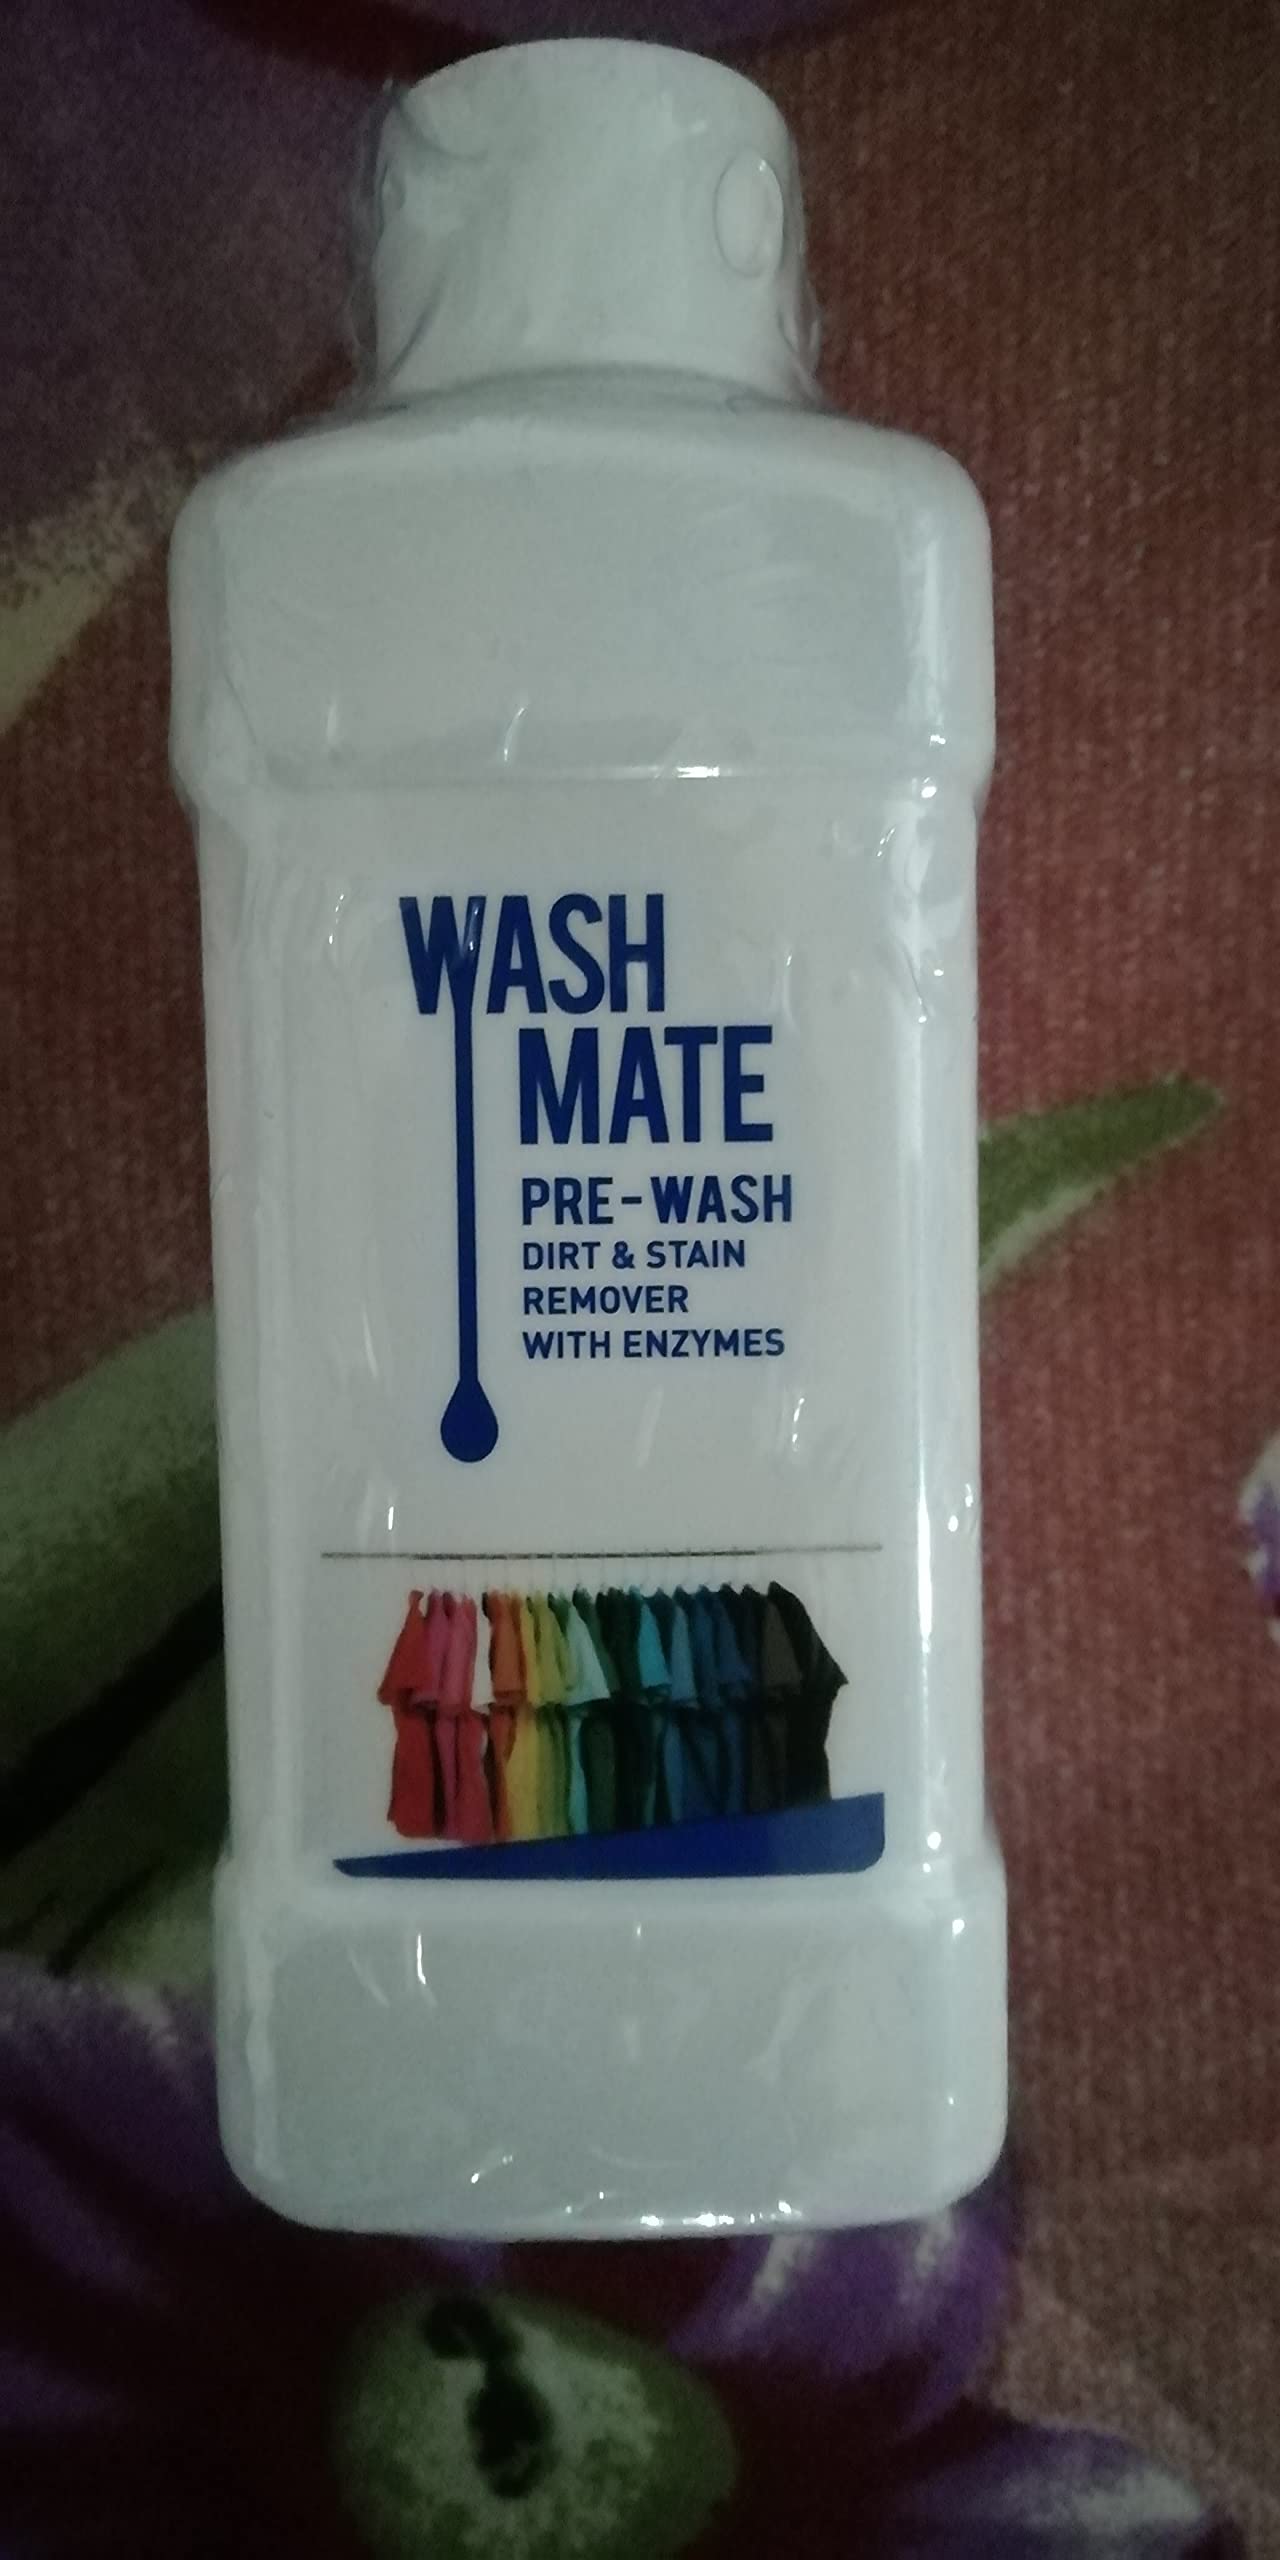 WASH
MATE
PRE-WASH
DIRT & STAIN
REMOVER
WITH ENZYMES